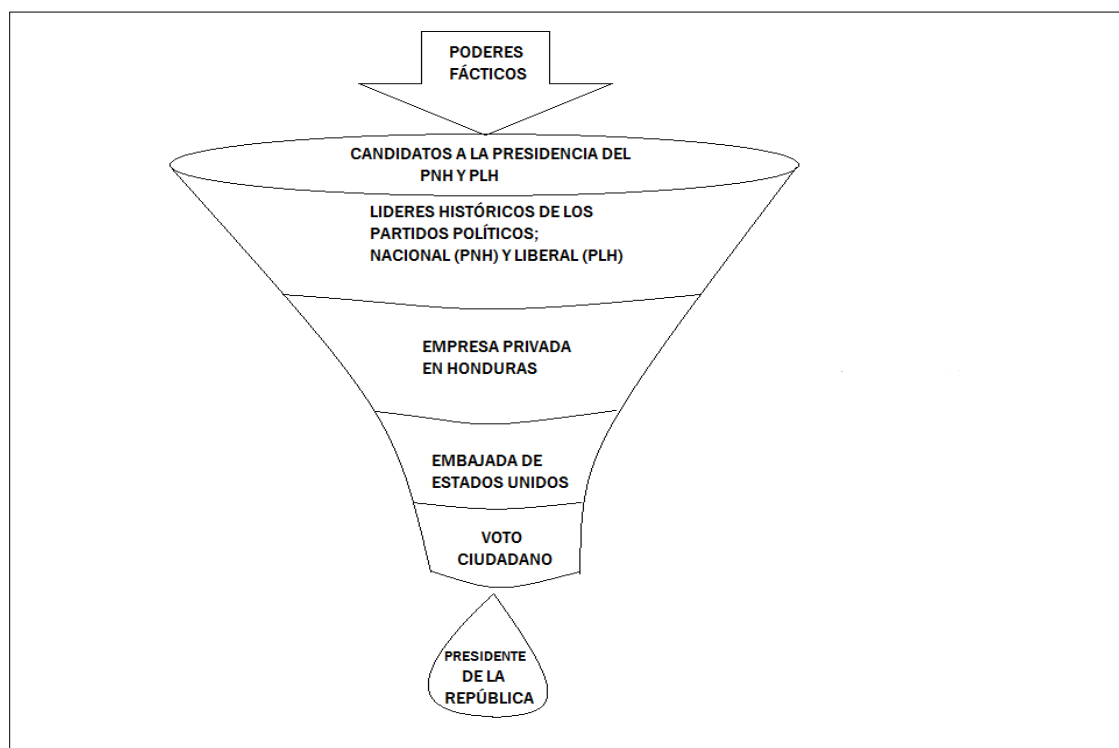 PODERES
FÁCTICOS
CANDIDATOS A LA PRESIDENCIA DEL
PNH Y PLH
LIDERES HISTÓRICOS DE LOS
PARTIDOS POLÍTICOS;
NACIONAL (PNH) Y LIBERAL (PLH)
EMPRESA PRIVADA
EN HONDURAS
EMBAJADA DE
ESTADOS UNIDOS
VOTO
CIUDADANO
PRESIDENTE
DE LA
REPÚBLICA